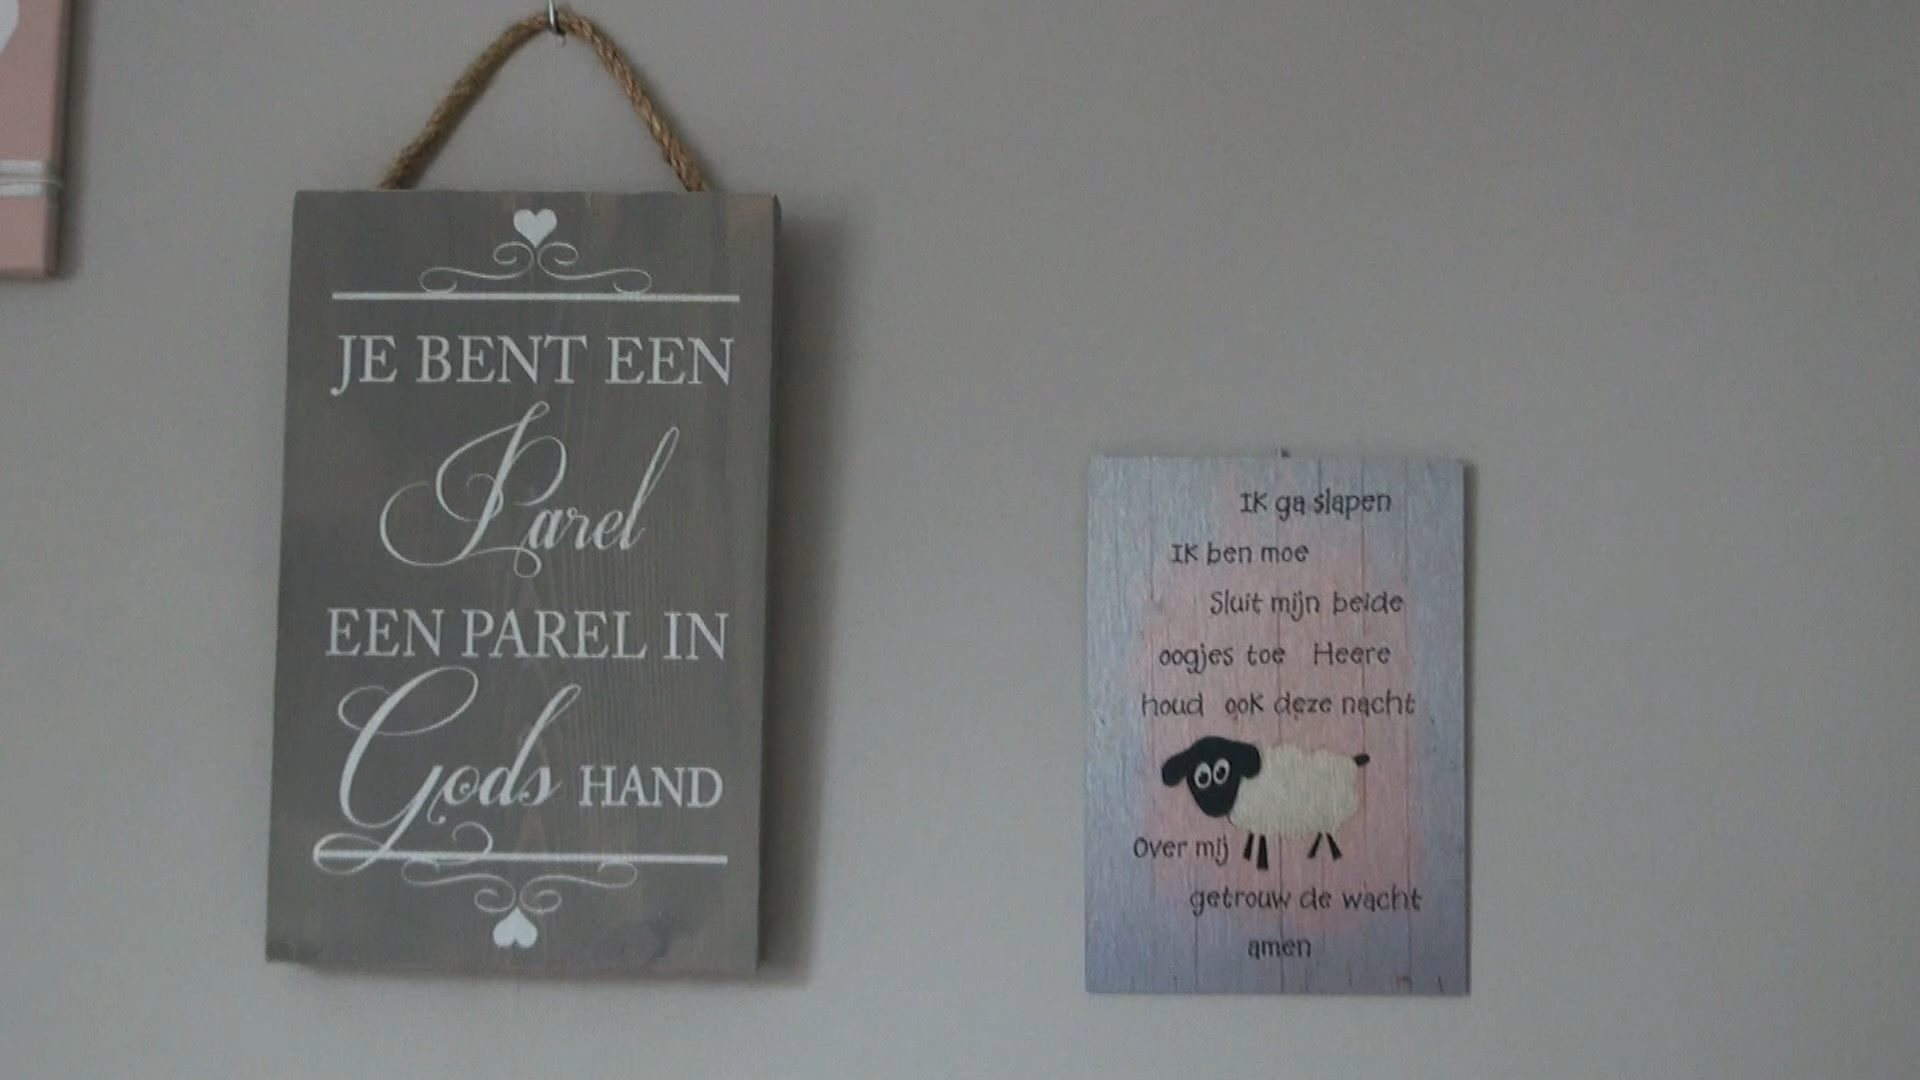 JE BENT EEN
Parel
EEN PAREL IN
Gods HAND
Ik ga slapen
Ik ben moe
Sluit mijn beide
oogjes toe Heere
houd ook deze nacht
Over mij
getrouw de wacht
amen